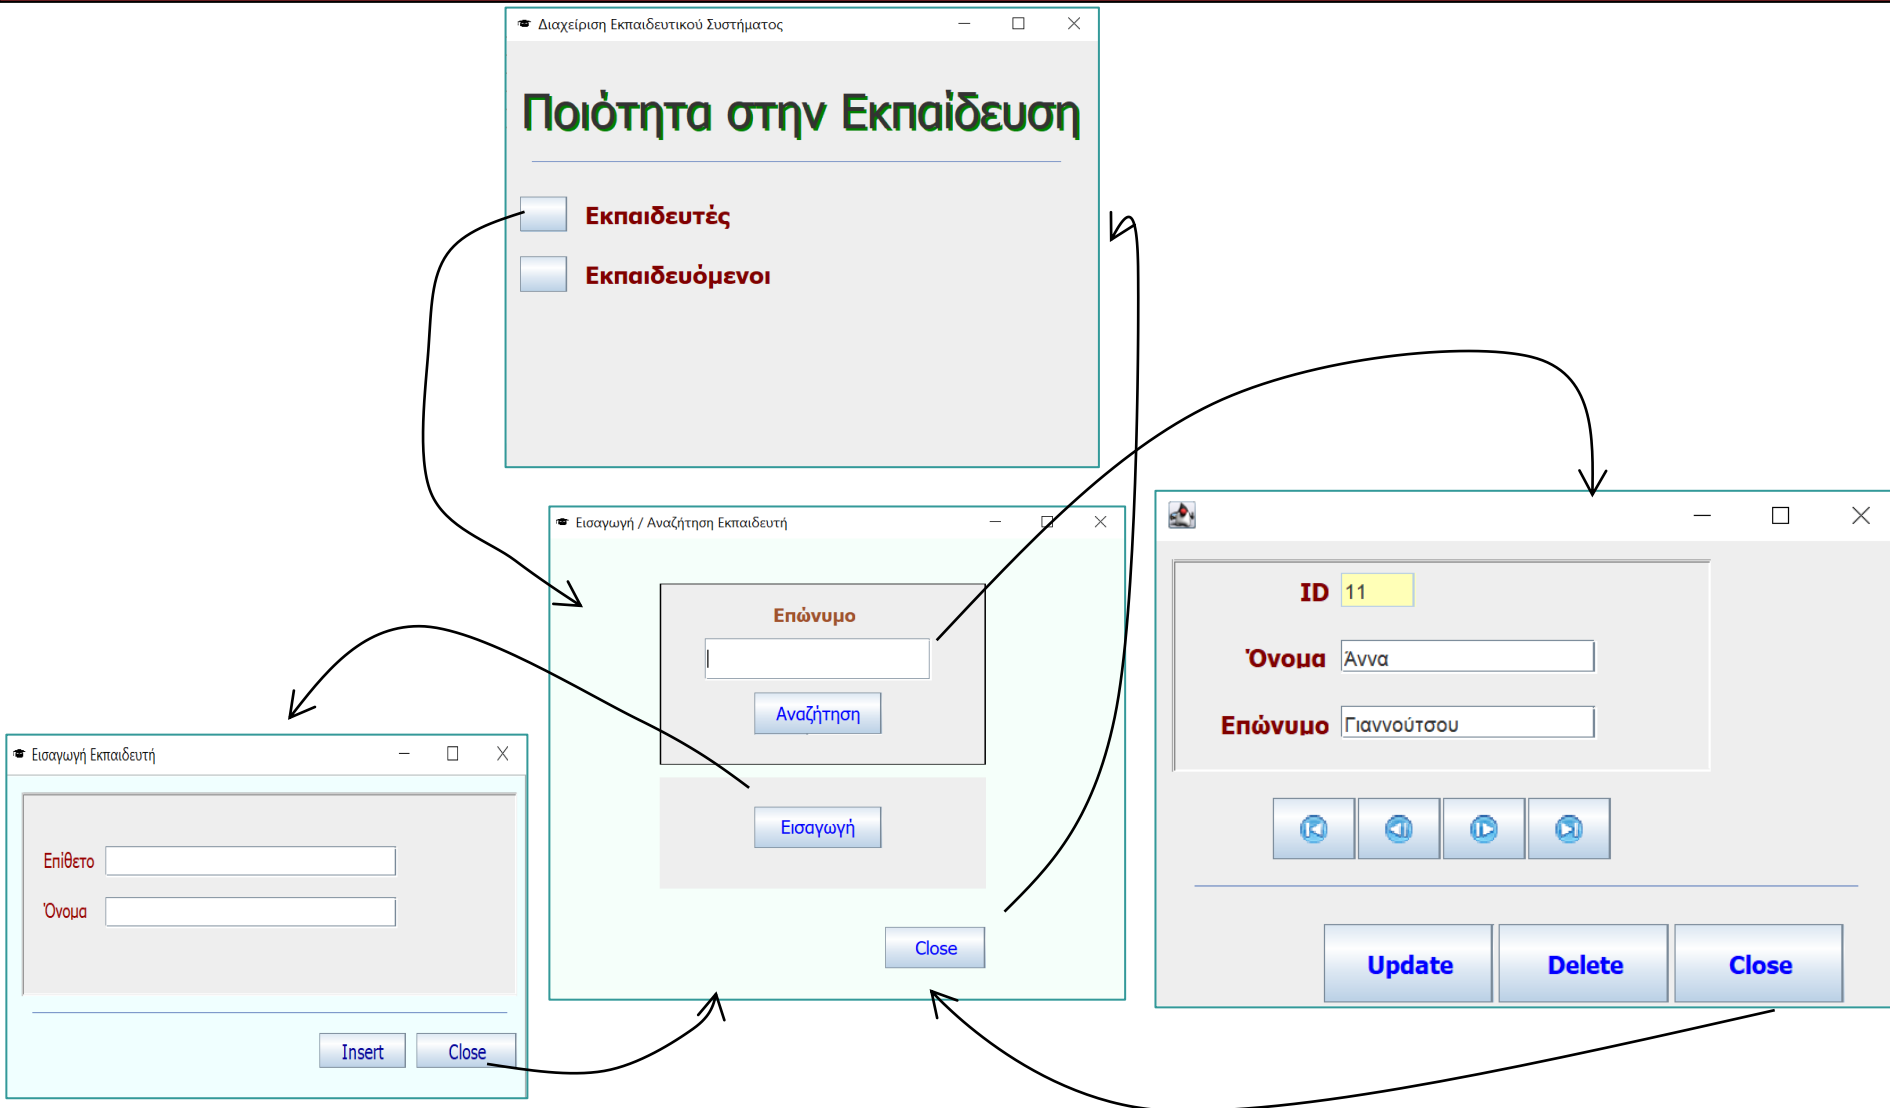 Διαχείριση Εκπαιδευτικού Συστήματος
Ποιότητα στην Εκπαίδευση
Εκπαιδευτές
Εκπαιδευόμενοι
Εισαγωγή / Αναζήτηση Εκπαιδευτή
Επώνυμο
Αναζήτηση
Εισαγωγή
Close
Εισαγωγή Εκπαιδευτή
Επίθετο
Όνομα
Insert Close
ID 11
Όνομα Άννα
Επώνυμο Γιαννούτσου
Update Delete Close